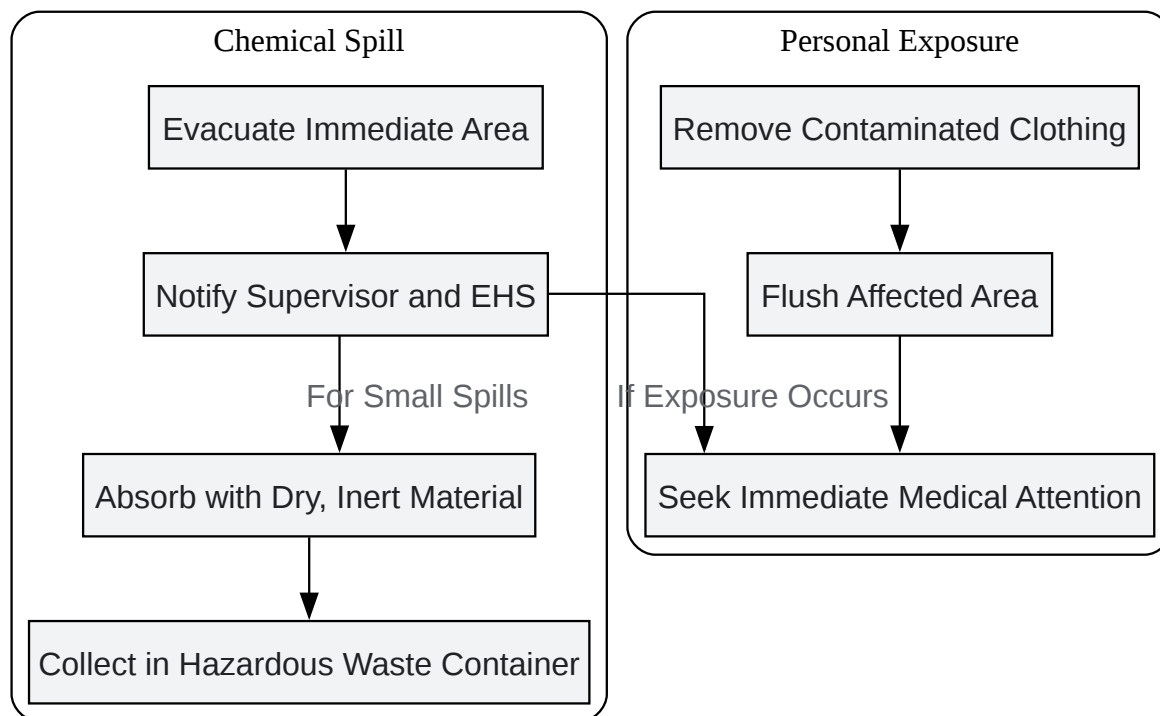 Chemical Spill
Evacuate Immediate Area
Notify Supervisor and EHS
For Small Spills
Absorb with Dry, Inert Material
Collect in Hazardous Waste Container
Personal Exposure
Remove Contaminated Clothing
Flush Affected Area
If Exposure Occurs
Seek Immediate Medical Attention